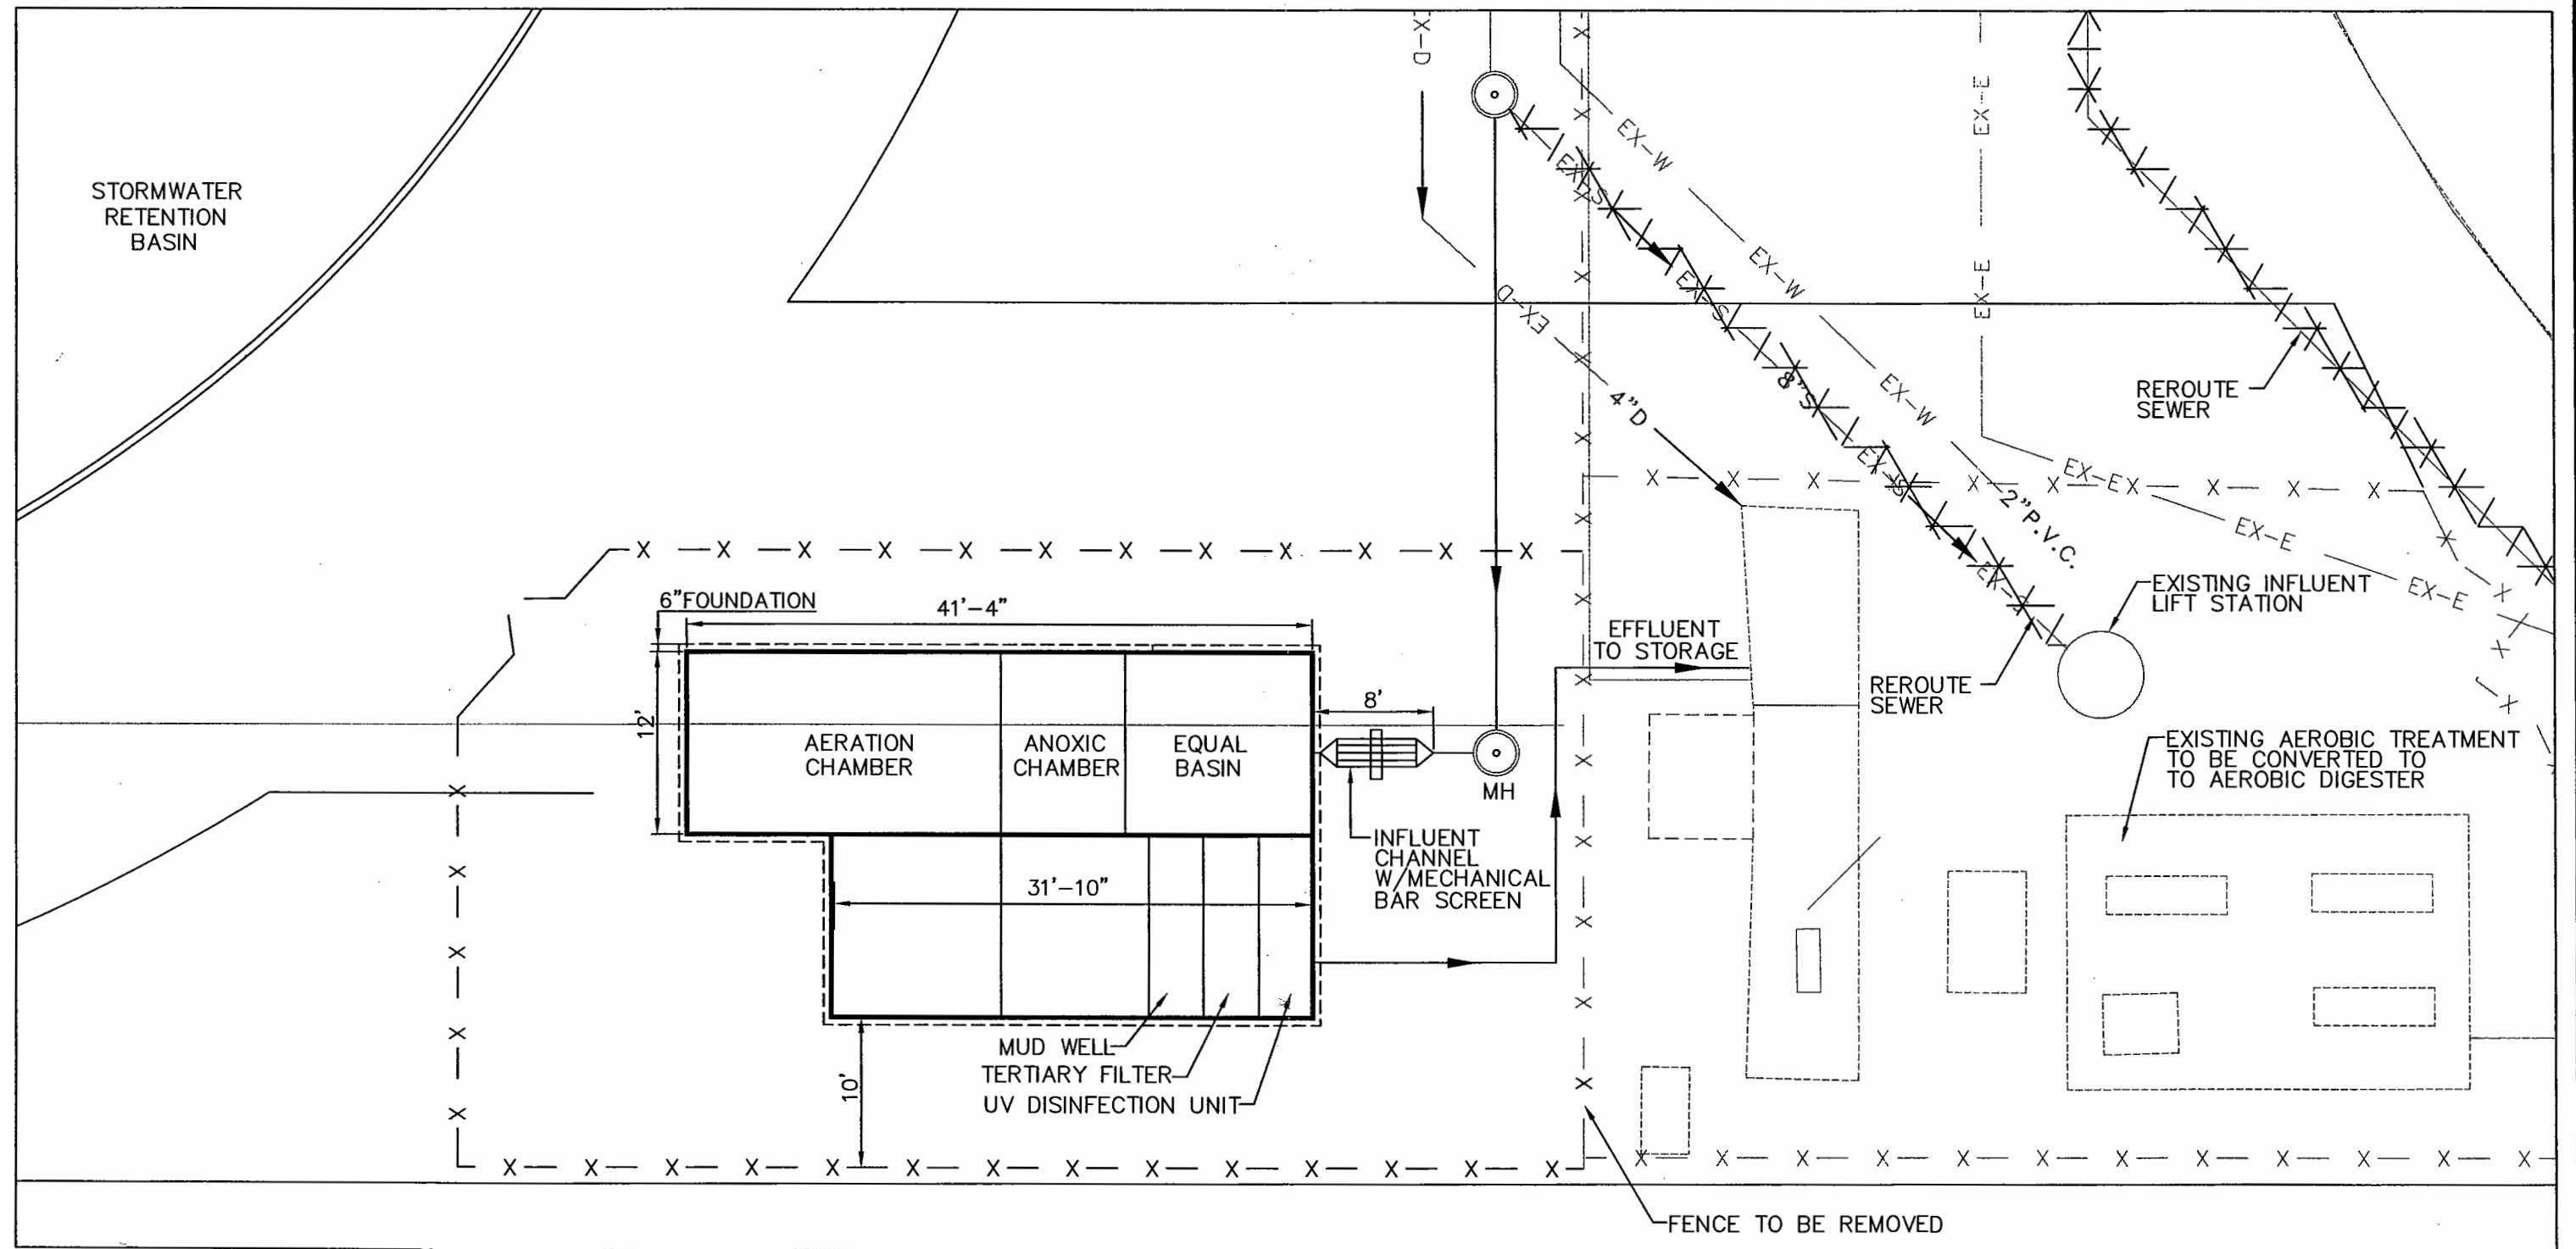 STORMWATER
RETENTION
BASIN
X-D
EX-W
EX-E
EX-S
EX-W
EX-E
EX-S
EX-D
8"S
EX-W
4"D
REROUTE
SEWER
EX-S
EX-E
2"P.V.C.
EX-E
EX-S
EX-E
EXISTING INFLUENT
LIFT STATION
6"FOUNDATION
41'-4"
EFFLUENT
TO STORAGE
REROUTE
SEWER
8'
12'
AERATION
CHAMBER
ANOXIC
CHAMBER
EQUAL
BASIN
MH
EXISTING AEROBIC TREATMENT
TO BE CONVERTED TO
TO AEROBIC DIGESTER
INFLUENT
CHANNEL
W/MECHANICAL
BAR SCREEN
31'-10"
MUD WELL
TERTIARY FILTER
UV DISINFECTION UNIT
10'
FENCE TO BE REMOVED